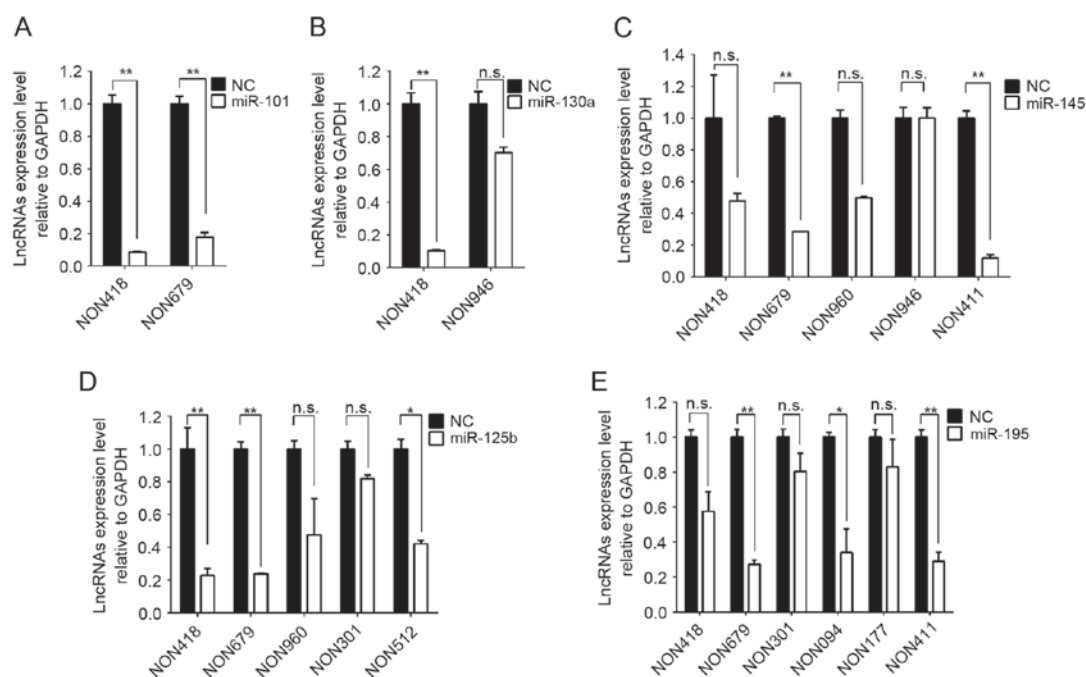 A
LncRNAs expression level
relative to GAPDH
1.2
1.0
0.8
0.6
0.4
0.2
0.0
** **
NC
miR-101
NON418 NON679
B
LncRNAs expression level
relative to GAPDH
1.2
1.0
0.8
0.6
0.4
0.2
0.0
** n.s.
NC
miR-130a
NON418 NON946
C
LncRNAs expression level
relative to GAPDH
1.4
1.2
1.0
0.8
0.6
0.4
0.2
0.0
n.s. ** n.s. n.s. **
NC
miR-145
NON418 NON679 NON960 NON946 NON411
D
LncRNAs expression level
relative to GAPDH
1.2
1.0
0.8
0.6
0.4
0.2
0.0
** ** n.s. n.s. *
NC
miR-125b
NON418 NON679 NON960 NON301 NON512
E
LncRNAs expression level
relative to GAPDH
1.2
1.0
0.8
0.6
0.4
0.2
0.0
n.s. ** n.s. * n.s. **
NC
miR-195
NON418 NON679 NON301 NON094 NON177 NON411